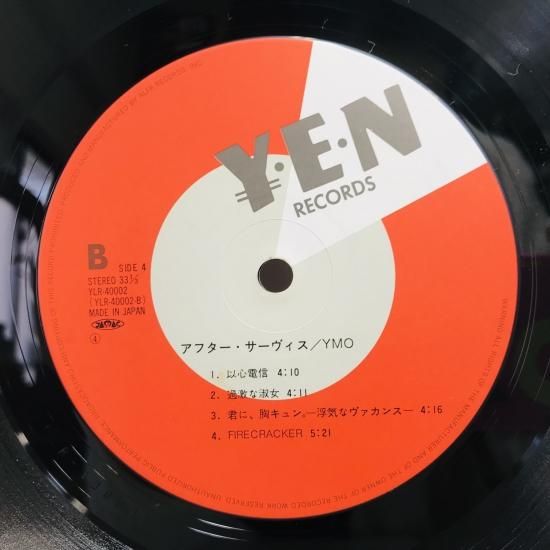 Y·E·N
RECORDS
B SIDE 4
STEREO 33 1/3
YLR-40002
(YLR-40002-B)
MADE IN JAPAN
④
アフター・サーヴィス/YMO
1. 以心電信 4:10
2. 過激な淑女 4:11
3. 君に、胸キュン。—浮気なヴァカンス— 4:16
4. FIRECRACKER 5:21